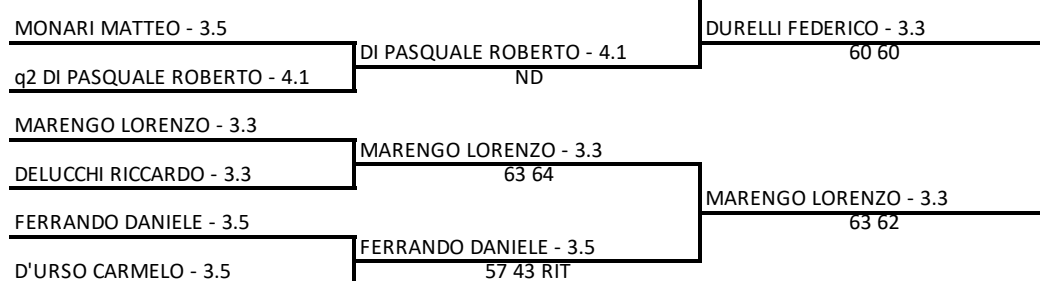 MONARI MATTEO - 3.5
DURELLI FEDERICO - 3.3
DI PASQUALE ROBERTO - 4.1
60 60
q2 DI PASQUALE ROBERTO - 4.1
ND
MARENGO LORENZO - 3.3
MARENGO LORENZO - 3.3
DELUCCHI RICCARDO - 3.3
63 64
MARENGO LORENZO - 3.3
FERRANDO DANIELE - 3.5
63 62
FERRANDO DANIELE - 3.5
D'URSO CARMELO - 3.5
57 43 RIT